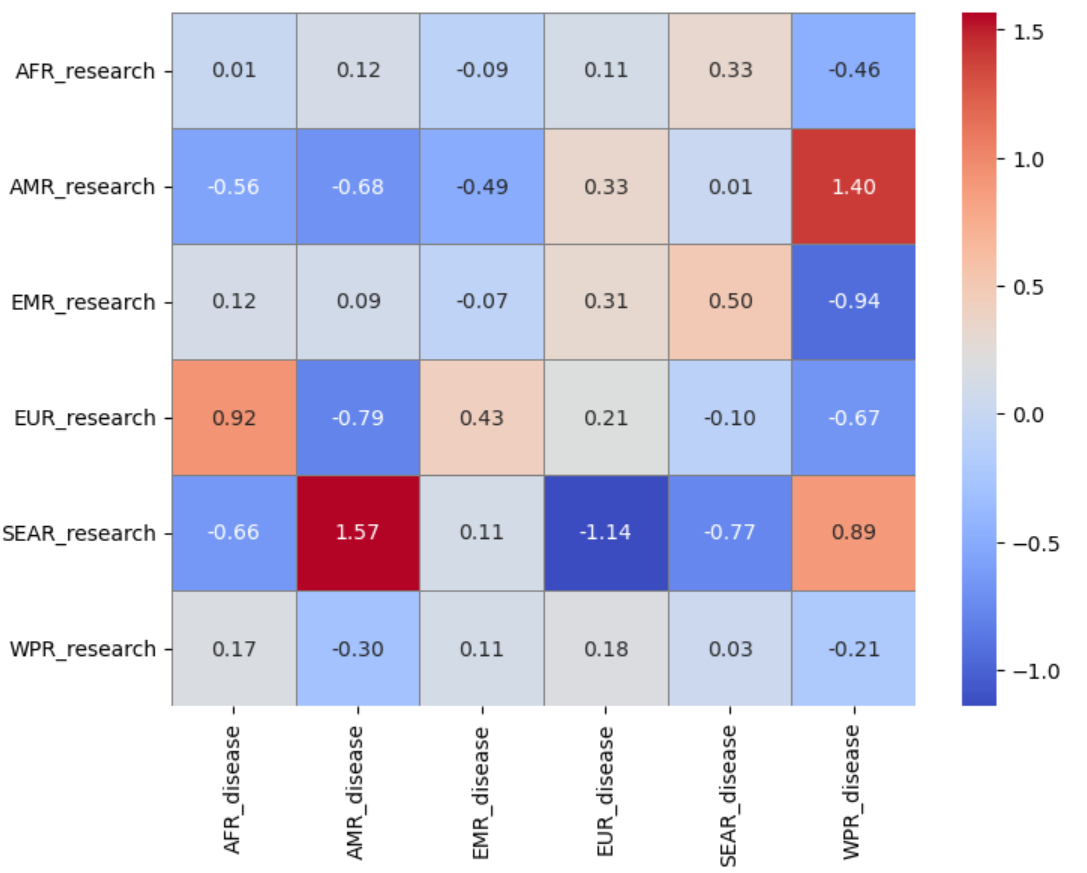 AFR_research 0.01 0.12 -0.09 0.11 0.33 -0.46
AMR_research -0.56 -0.68 -0.49 0.33 0.01 1.40
EMR_research 0.12 0.09 -0.07 0.31 0.50 -0.94
EUR_research 0.92 -0.79 0.43 0.21 -0.10 -0.67
SEAR_research -0.66 1.57 0.11 -1.14 -0.77 0.89
WPR_research 0.17 -0.30 0.11 0.18 0.03 -0.21
AFR_disease
AMR_disease
EMR_disease
EUR_disease
SEAR_disease
WPR_disease
1.5
1.0
0.5
0.0
−0.5
−1.0